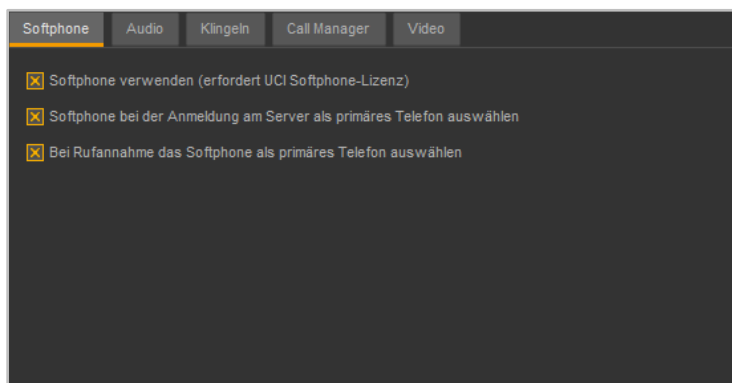 Softphone Audio Klingeln Call Manager Video
Softphone verwenden (erfordert UCI Softphone-Lizenz)
Softphone bei der Anmeldung am Server als primäres Telefon auswählen
Bei Rufannahme das Softphone als primäres Telefon auswählen